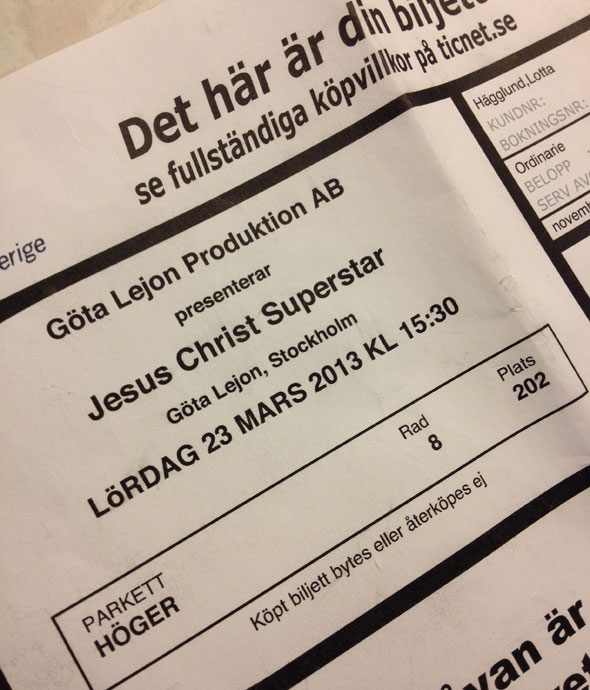 Det här är din biljett
se fullständiga köpvillkor på ticnet.se
erige
Hägglund,Lotta
KUNDNR:
BOKNINGSNR:
Ordinarie
BELOPP
SERV AV
novemb
Göta Lejon Produktion AB
presenterar
Jesus Christ Superstar
Göta Lejon, Stockholm
LöRDAG 23 MARS 2013 KL 15:30
Rad
Plats
8
202
PARKETT
HÖGER
Köpt biljett bytes eller återköpes ej
van är